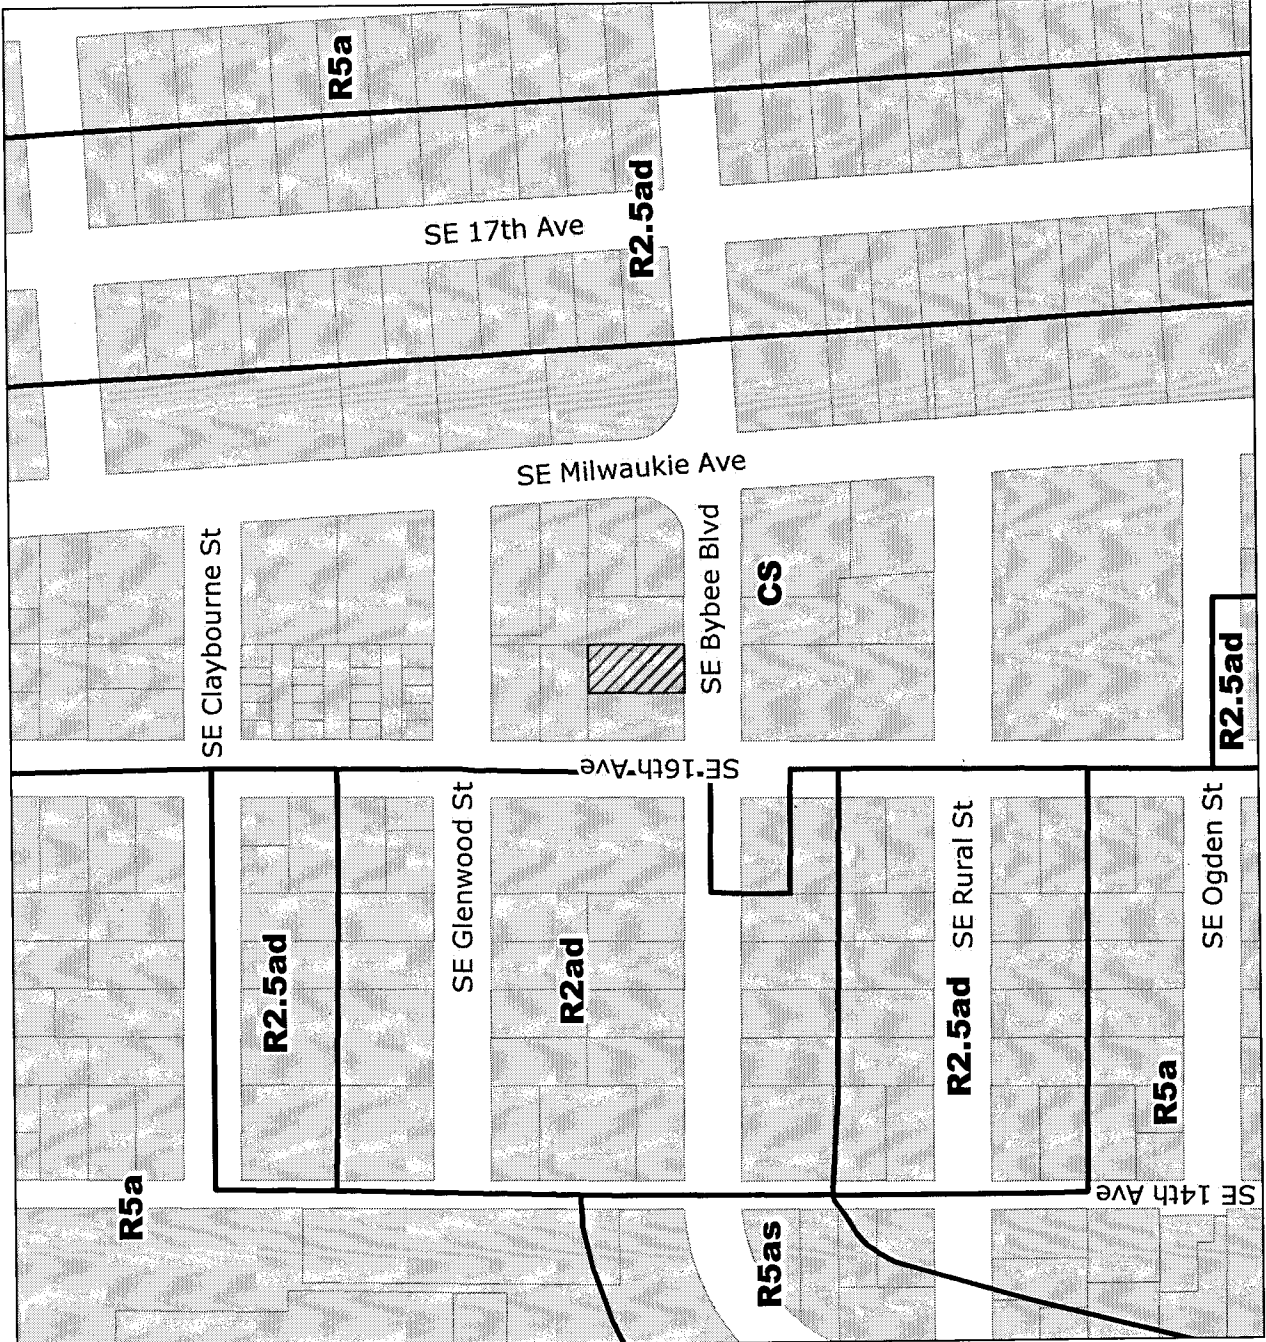 R5a
SE 17th Ave
R2.5ad
SE Milwaukie Ave
SE Claybourne St
SE Bybee Blvd
CS
R2.5ad
SE 16th Ave
SE Glenwood St
SE Rural St
SE Ogden St
R2.5ad
R2ad
R2.5ad
R5a
R5a
SE 14th Ave
R5as